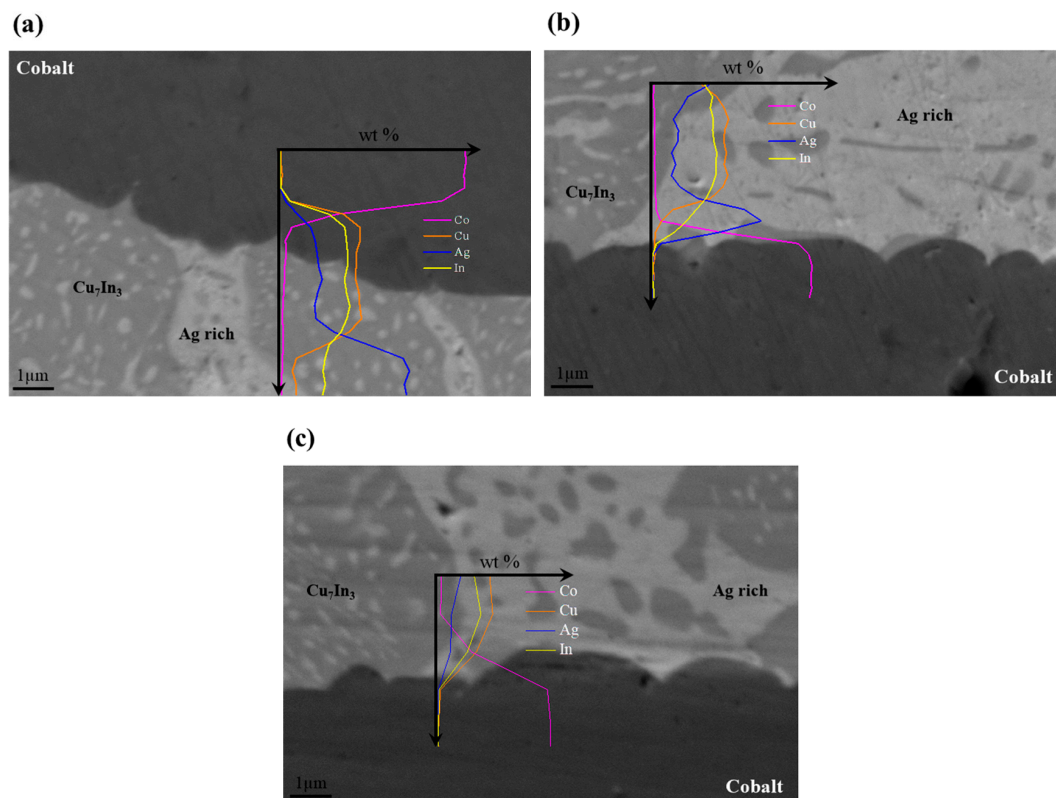 (a)
Cobalt
wt %
Co
Cu
Ag
In
Cu₇In₃
Ag rich
1μm
(b)
wt %
Co
Cu
Ag
In
Ag rich
Cu₇In₃
1μm
Cobalt
(c)
wt %
Co
Cu
Ag
In
Cu₇In₃
Ag rich
1μm
Cobalt